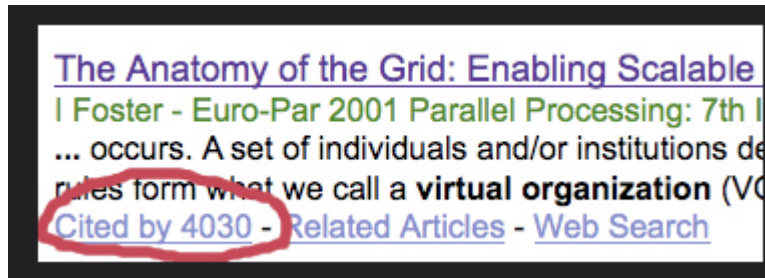 The Anatomy of the Grid: Enabling Scalable
I Foster - Euro-Par 2001 Parallel Processing: 7th
... occurs. A set of individuals and/or institutions
rules form what we call a virtual organization
Cited by 4030 - Related Articles - Web Search